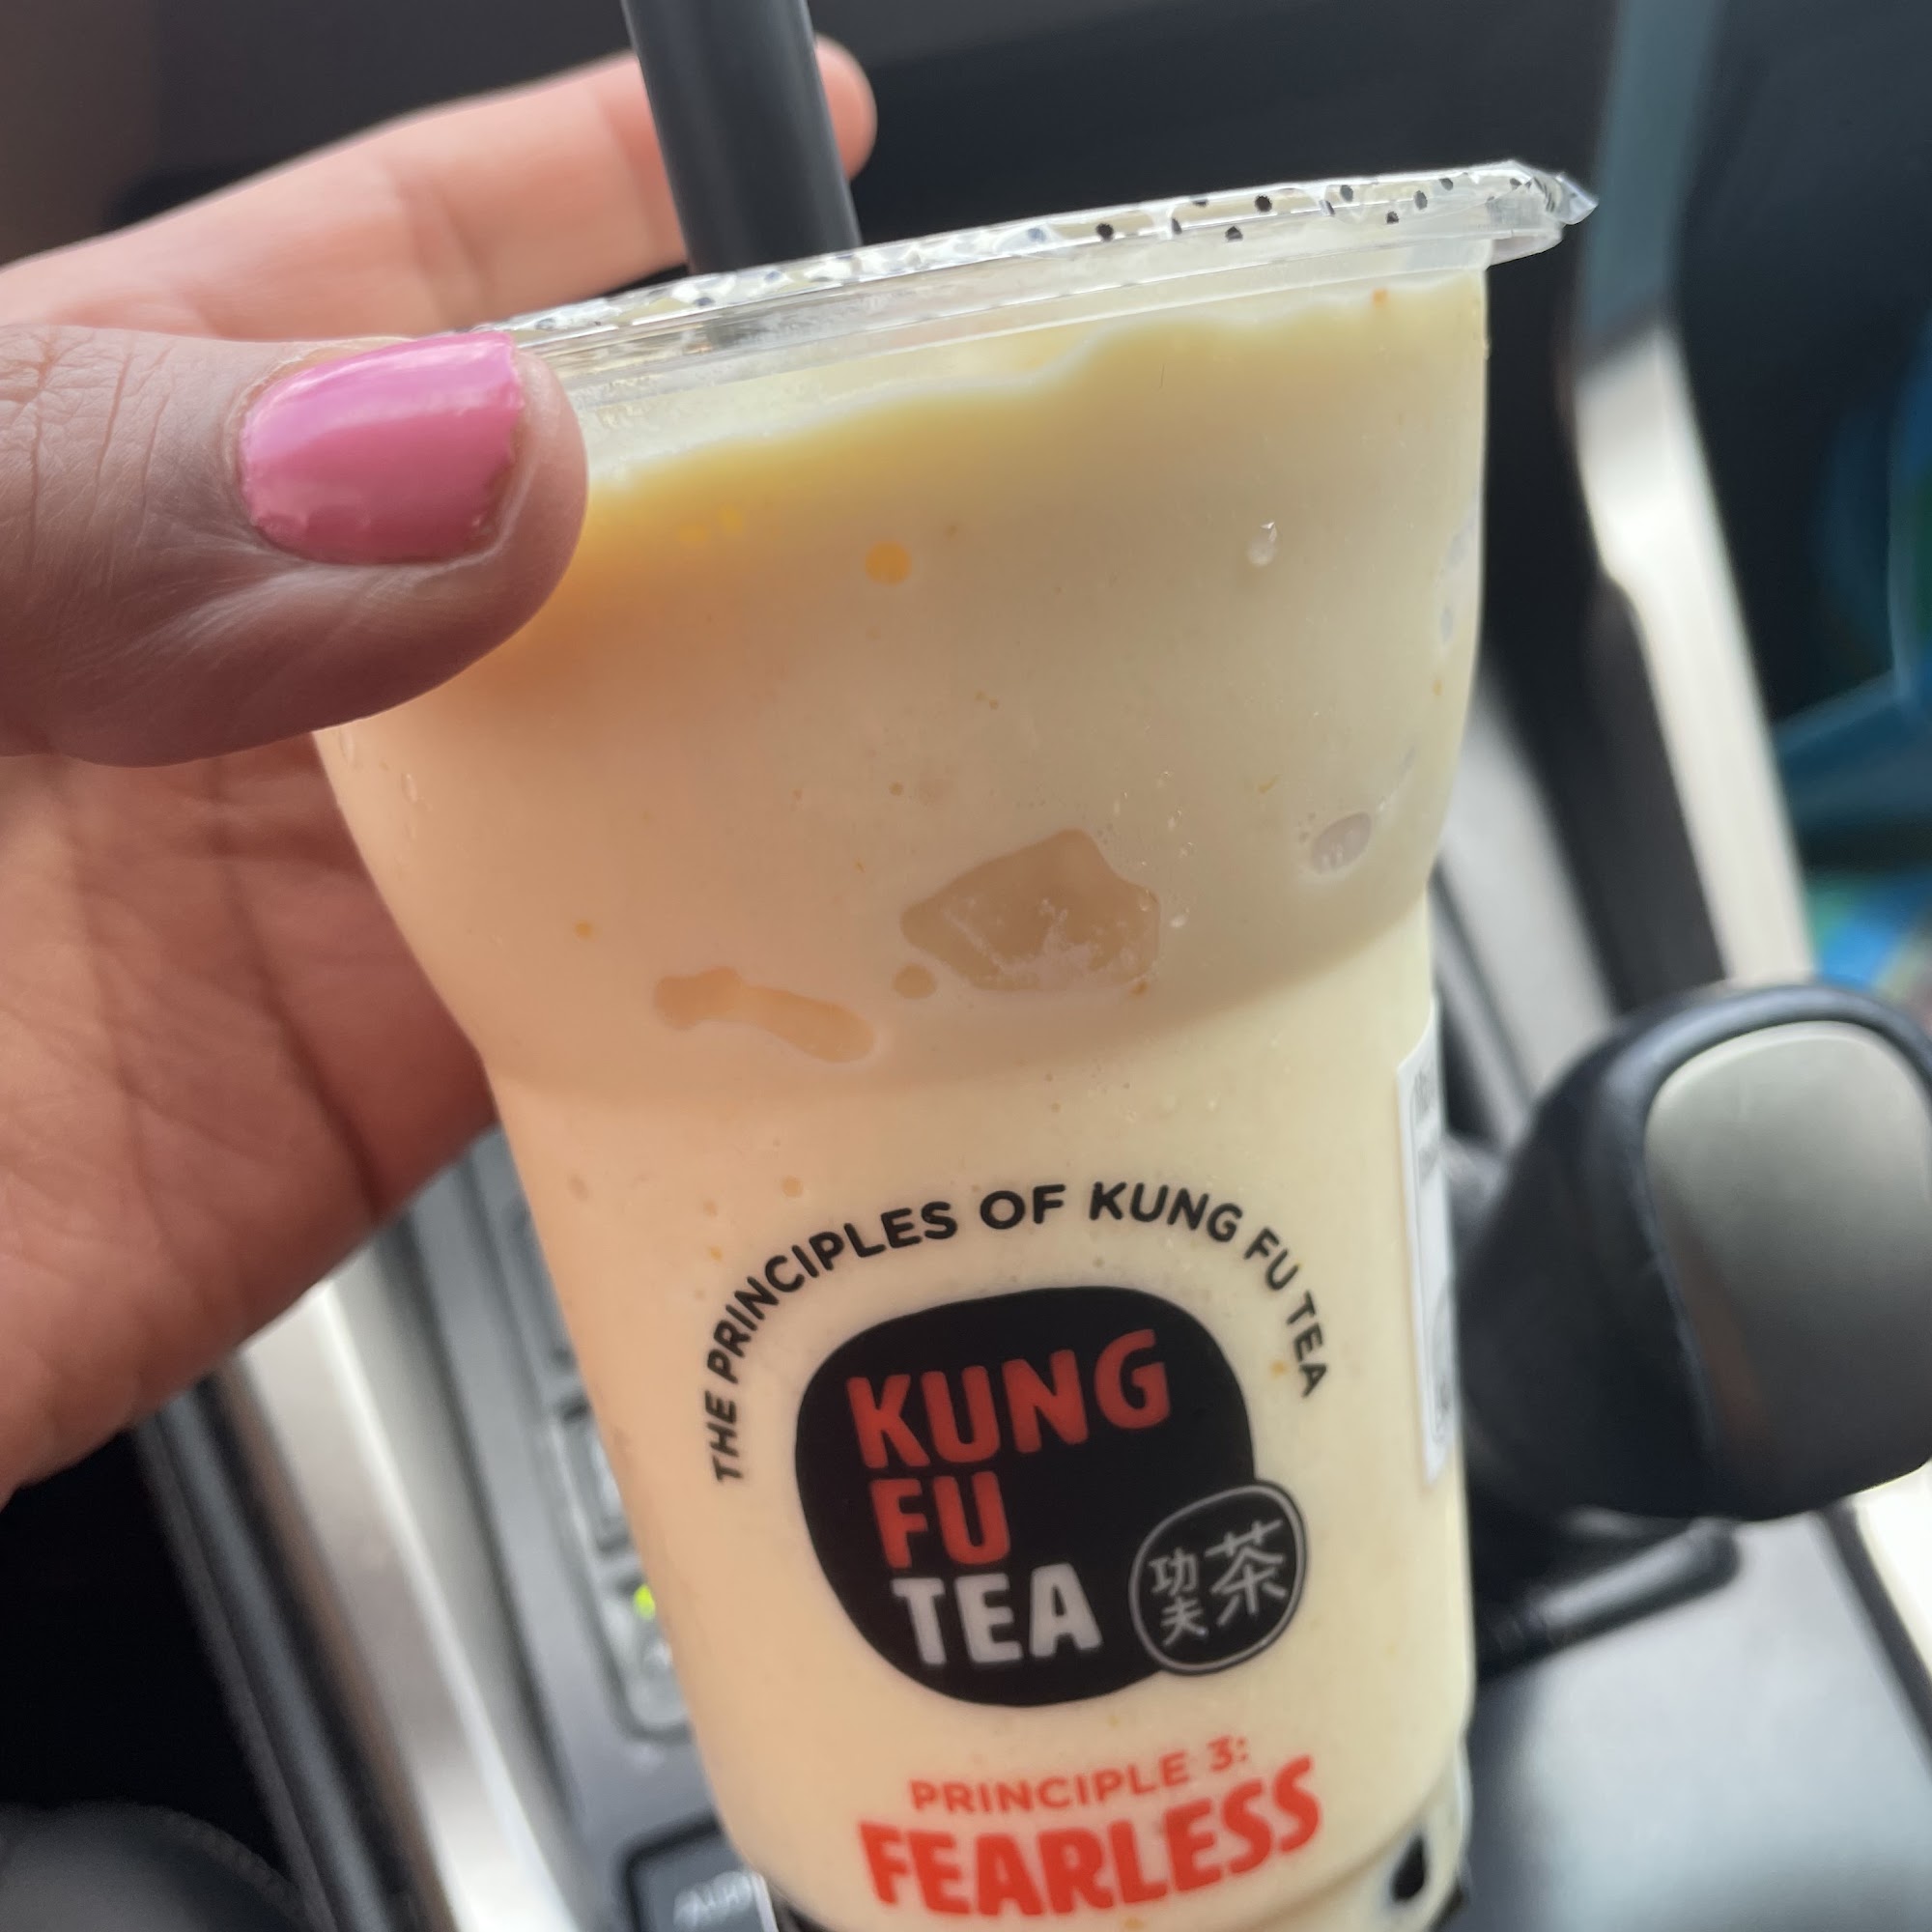 THE PRINCIPLES OF KUNG FU TEA
KUNG
FU
TEA
功夫
茶
PRINCIPLE 3:
FEARLESS